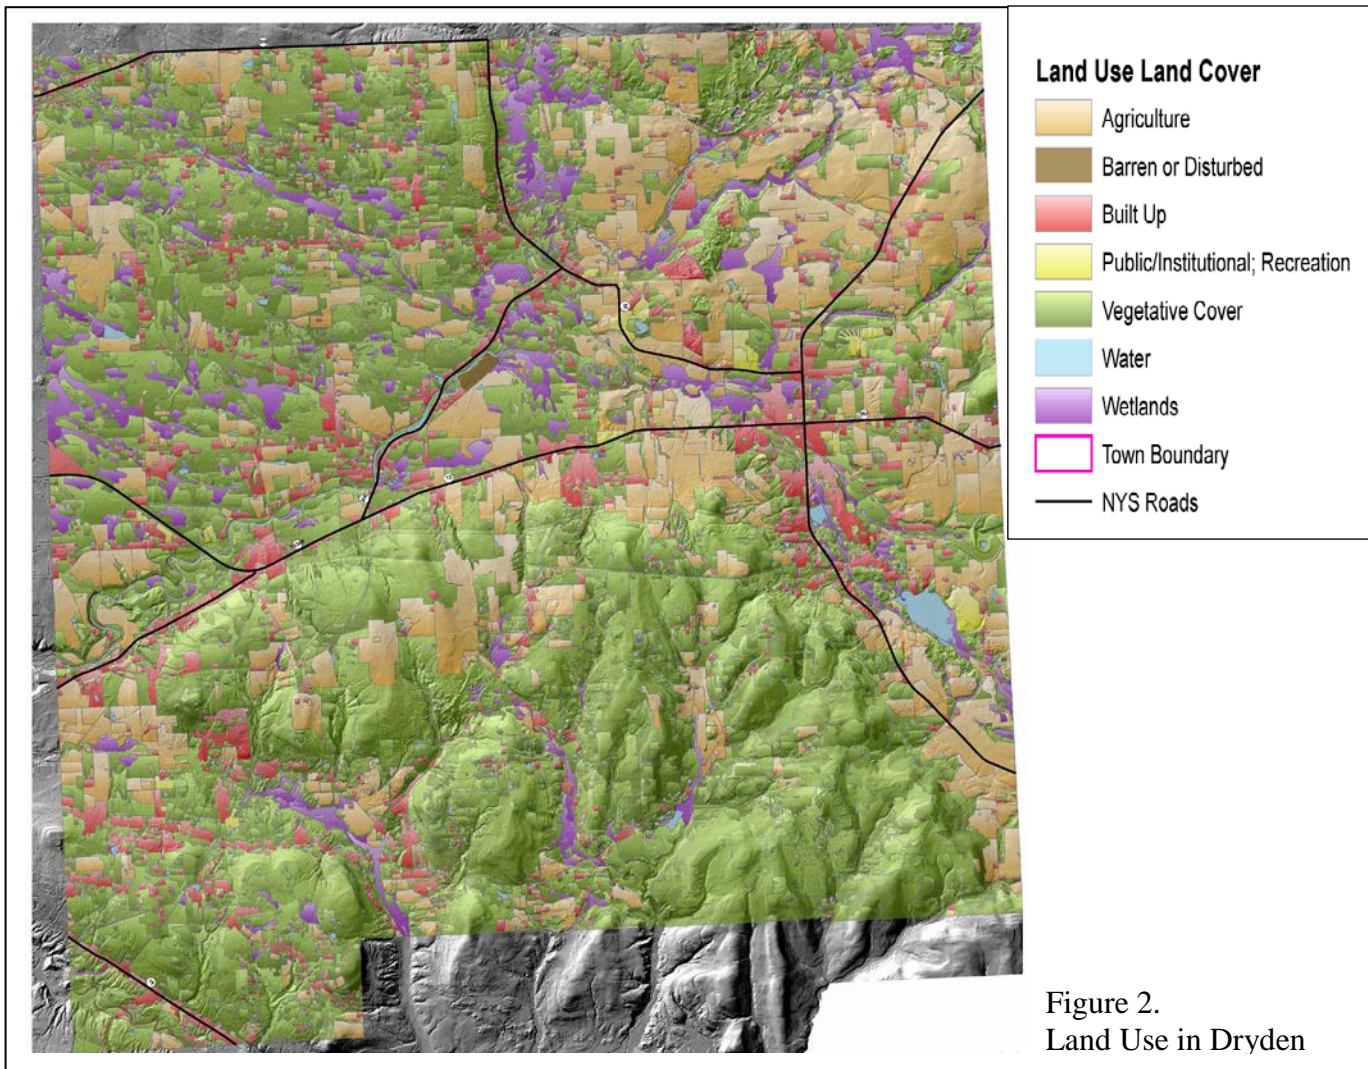 Land Use Land Cover
Agriculture
Barren or Disturbed
Built Up
Public/Institutional; Recreation
Vegetative Cover
Water
Wetlands
Town Boundary
NYS Roads
Figure 2.
Land Use in Dryden